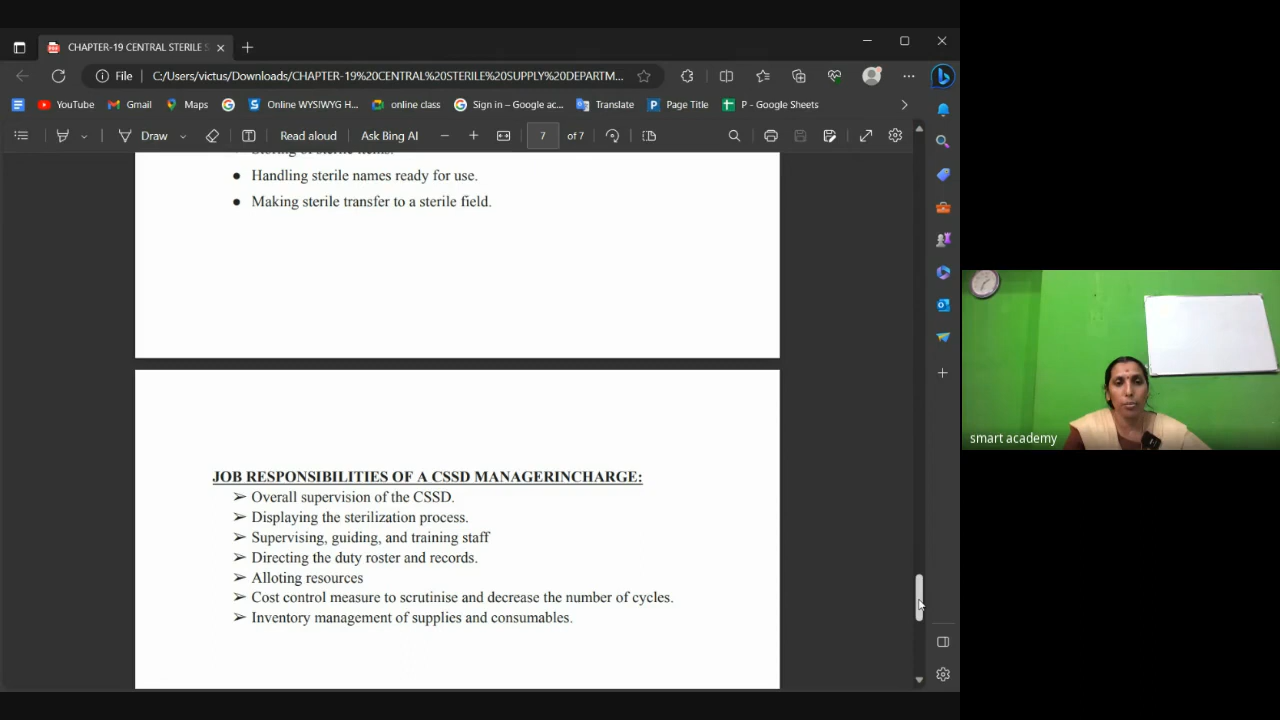 CHAPTER-19 CENTRAL STERILE S
File
C:/Users/victus/Downloads/CHAPTER-19%20CENTRAL%20STERILE%20SUPPLY%20DEPARTM...
YouTube
Gmail
Maps
Online WYSIWYG H...
online class
Sign in – Google ac...
Translate
Page Title
P - Google Sheets
Draw
Read aloud
Ask Bing AI
7 of 7
Storing of sterile items.
● Handling sterile names ready for use.
● Making sterile transfer to a sterile field.
JOB RESPONSIBILITIES OF A CSSD MANAGERINCHARGE:
➢ Overall supervision of the CSSD.
➢ Displaying the sterilization process.
➢ Supervising, guiding, and training staff
➢ Directing the duty roster and records.
➢ Alloting resources
➢ Cost control measure to scrutinise and decrease the number of cycles.
➢ Inventory management of supplies and consumables.
smart academy